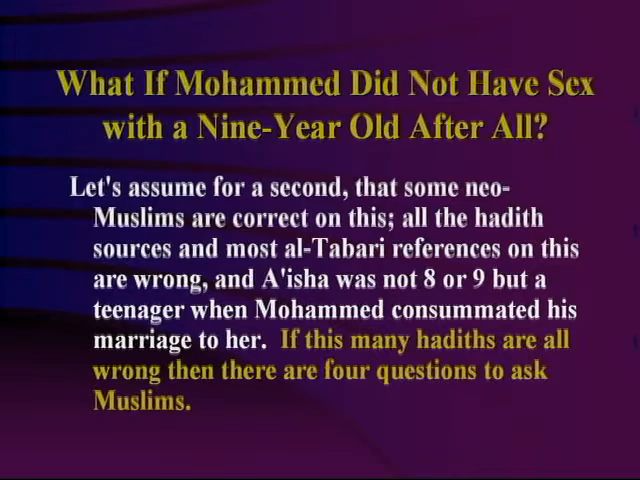 What If Mohammed Did Not Have Sex
with a Nine-Year Old After All?
Let's assume for a second, that some neo-
Muslims are correct on this; all the hadith
sources and most al-Tabari references on this
are wrong, and A'isha was not 8 or 9 but a
teenager when Mohammed consummated his
marriage to her.  If this many hadiths are all
wrong then there are four questions to ask
Muslims.